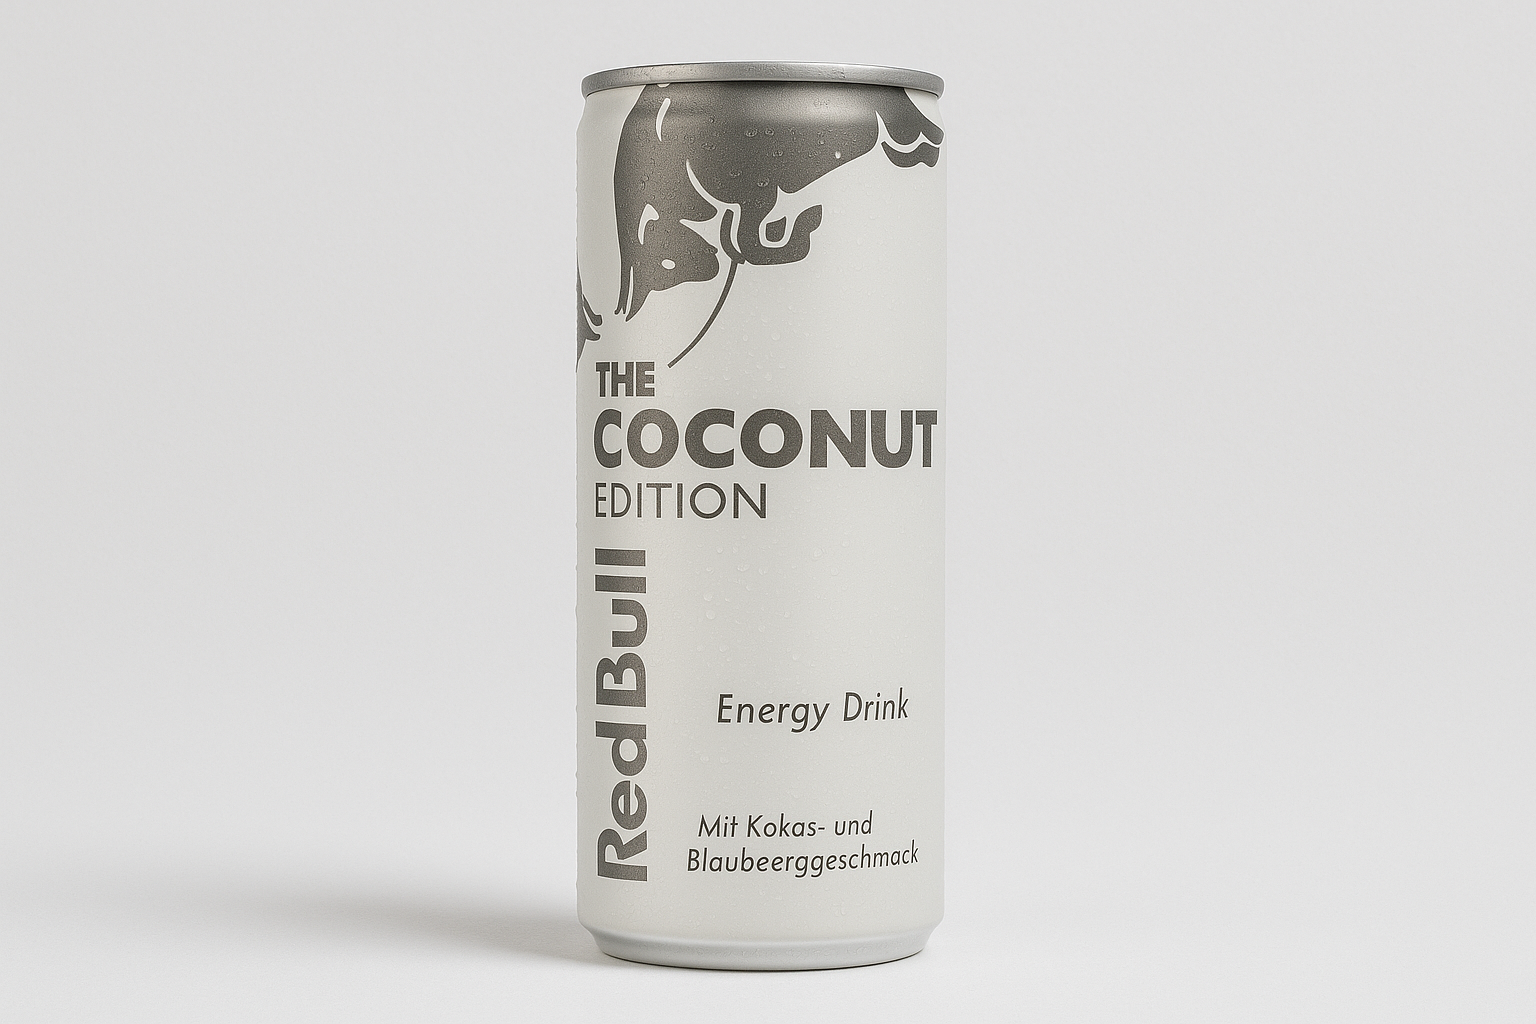 THE
COCONUT
EDITION
Red Bull
Energy Drink
Mit Kokas- und
Blaubeerggeschmack